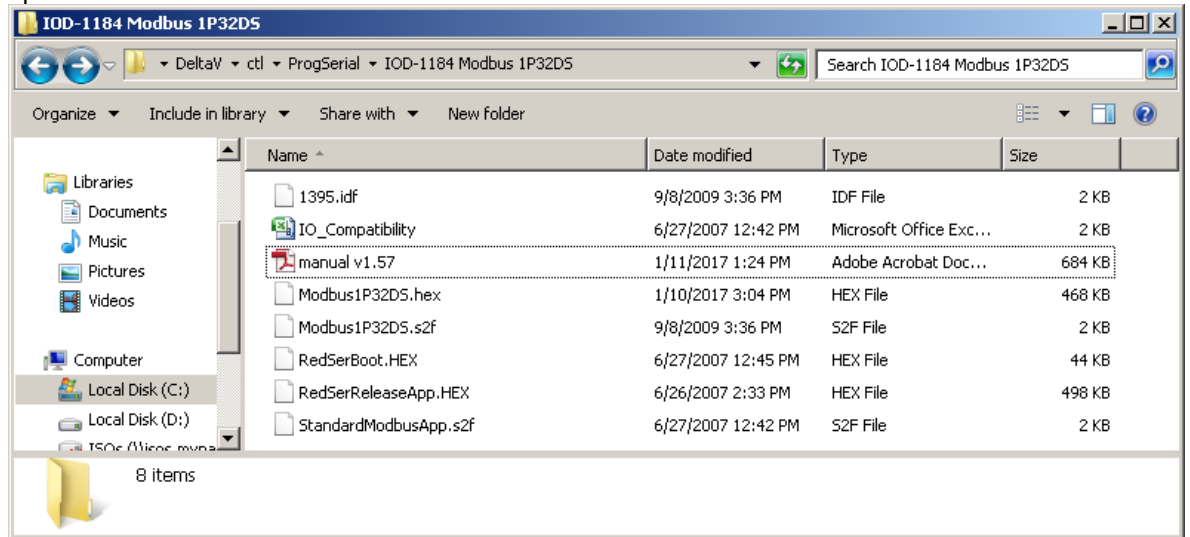 IOD-1184 Modbus 1P32DS
DeltaV ctl ProgSerial IOD-1184 Modbus 1P32DS Search IOD-1184 Modbus 1P32DS
Organize Include in library Share with New folder
Name Date modified Type Size
Libraries
Documents
Music
Pictures
Videos
Computer
Local Disk (C:)
Local Disk (D:)
1395.idf 9/8/2009 3:36 PM IDF File 2 KB
IO_Compatibility 6/27/2007 12:42 PM Microsoft Office Exc... 2 KB
manual v1.57 1/11/2017 1:24 PM Adobe Acrobat Doc... 684 KB
Modbus1P32DS.hex 1/10/2017 3:04 PM HEX File 468 KB
Modbus1P32DS.s2f 9/8/2009 3:36 PM S2F File 2 KB
RedSerBoot.HEX 6/27/2007 12:45 PM HEX File 44 KB
RedSerReleaseApp.HEX 6/26/2007 2:33 PM HEX File 498 KB
StandardModbusApp.s2f 6/27/2007 12:42 PM S2F File 2 KB
8 items